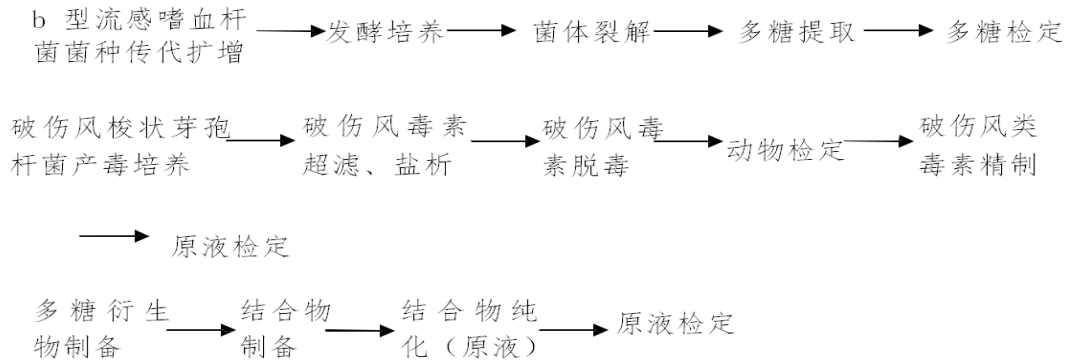 b 型流感嗜血杆
菌菌种传代扩增
发酵培养
菌体裂解
多糖提取
多糖检定
破伤风梭状芽孢
杆菌产毒培养
破伤风毒素
超滤、盐析
破伤风毒
素脱毒
动物检定
破伤风类
毒素精制
原液检定
多糖衍生
物制备
结合物
制备
结合物纯
化（原液）
原液检定